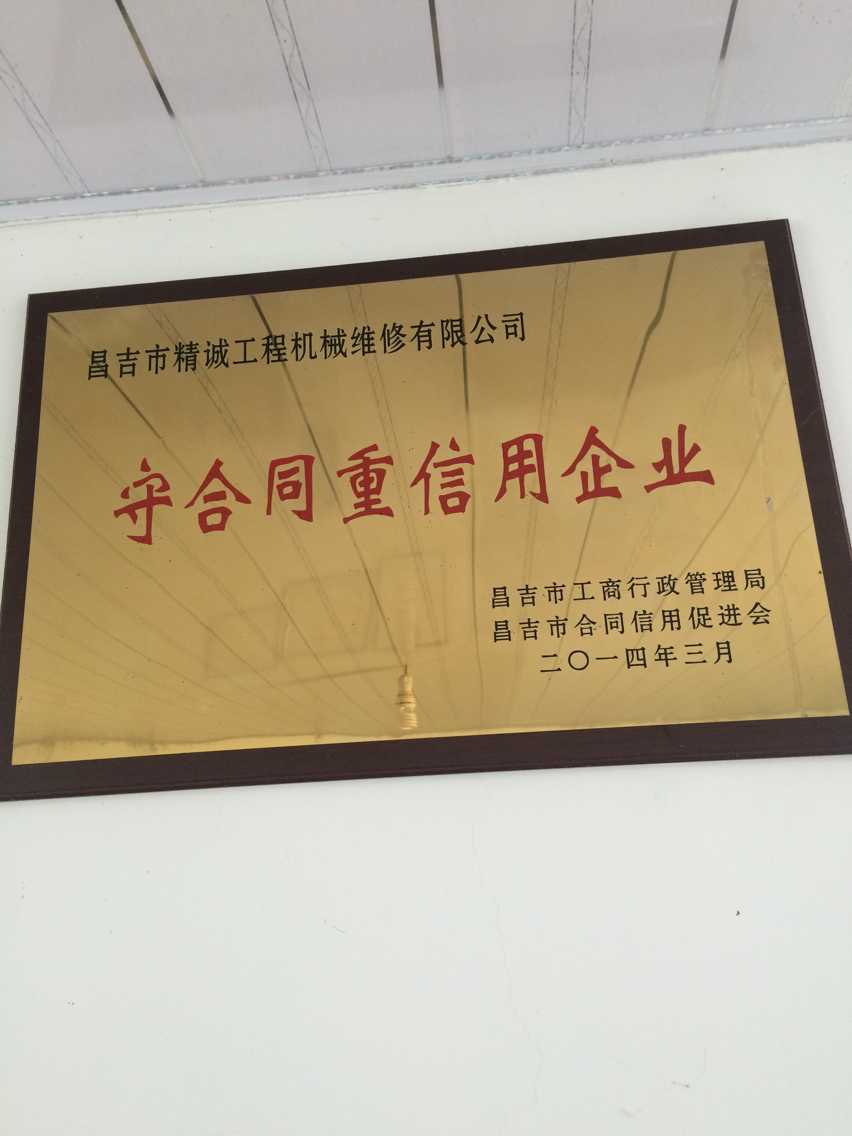 昌吉市精诚工程机械维修有限公司
守合同重信用企业
昌吉市工商行政管理局
昌吉市合同信用促进会
二〇一四年三月